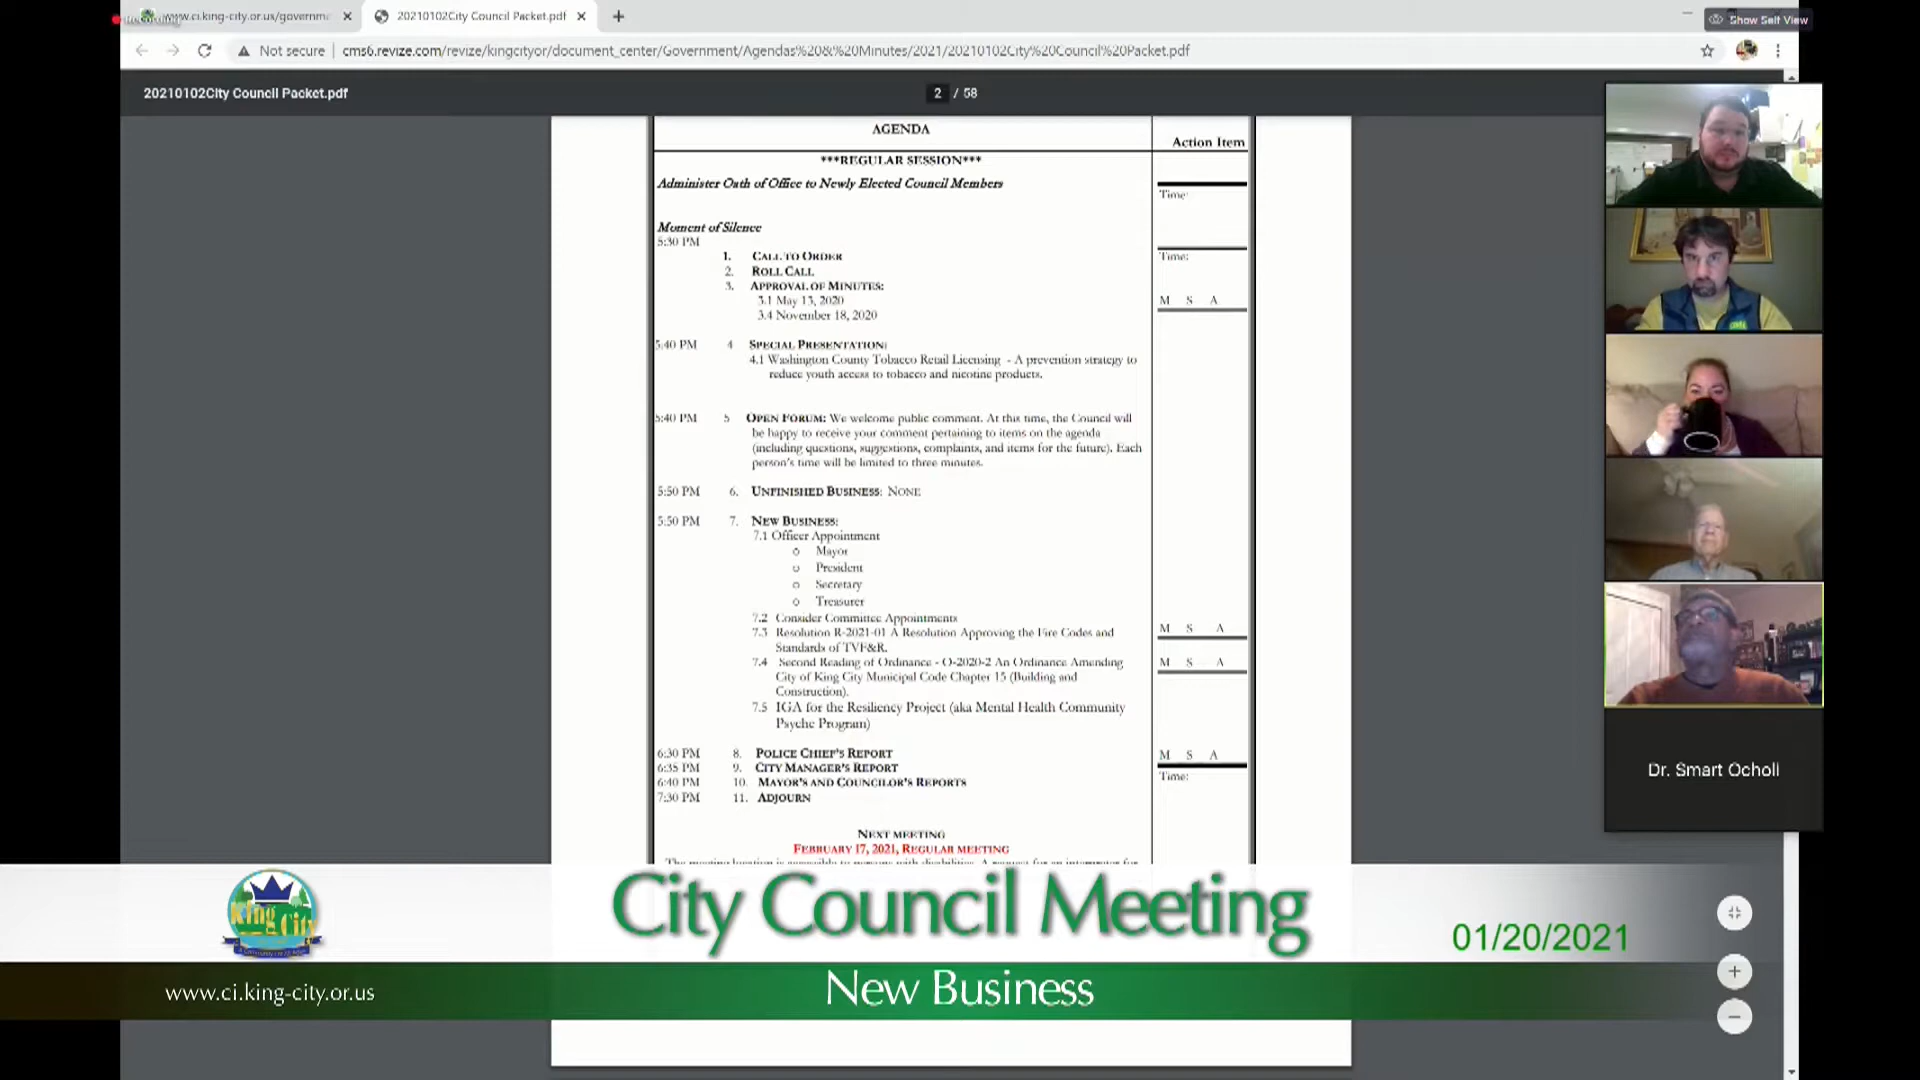 www.ci.king-city.or.us/governm
20210102City Council Packet.pdf
Show Self View
Not secure | cms6.revize.com/revize/kingcityor/document_center/Government/Agendas%20&%20Minutes/2021/20210102City%20Council%20Packet.pdf
20210102City Council Packet.pdf
2 / 58
AGENDA
Action Item
***REGULAR SESSION***
Administer Oath of Office to Newly Elected Council Members
Time:
Moment of Silence
5:30 PM
1. CALL TO ORDER
Time:
2. ROLL CALL
3. APPROVAL OF MINUTES:
3.1 May 13, 2020
M S A
3.4 November 18, 2020
5:40 PM 4 SPECIAL PRESENTATION:
4.1 Washington County Tobacco Retail Licensing - A prevention strategy to
reduce youth access to tobacco and nicotine products.
5:40 PM 5 OPEN FORUM: We welcome public comment. At this time, the Council will
be happy to receive your comment pertaining to items on the agenda
(including questions, suggestions, complaints, and items for the future). Each
person's time will be limited to three minutes.
5:50 PM 6. UNFINISHED BUSINESS: NONE
5:50 PM 7. NEW BUSINESS:
7.1 Officer Appointment
o Mayor
o President
o Secretary
o Treasurer
7.2 Consider Committee Appointments
7.3 Resolution R-2021-01 A Resolution Approving the Fire Codes and
M S A
Standards of TVF&R.
7.4 Second Reading of Ordinance - O-2020-2 An Ordinance Amending
M S A
City of King City Municipal Code Chapter 15 (Building and
Construction).
7.5 IGA for the Resiliency Project (aka Mental Health Community
Psyche Program)
6:30 PM 8. POLICE CHIEF'S REPORT
M S A
6:35 PM 9. CITY MANAGER'S REPORT
6:40 PM 10. MAYOR'S AND COUNCILOR'S REPORTS
Time:
7:30 PM 11. ADJOURN
NEXT MEETING
FEBRUARY 17, 2021, REGULAR MEETING
Dr. Smart Ocholi
King City
City Council Meeting
01/20/2021
www.ci.king-city.or.us
New Business